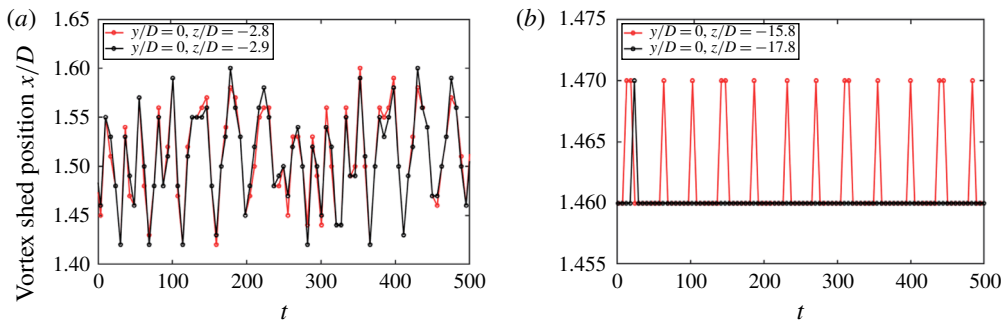 (a)
1.65
1.60
1.55
1.50
1.45
1.40
Vortex shed position x/D
y/D = 0, z/D = −2.8
y/D = 0, z/D = −2.9
0 100 200 300 400 500
t
(b)
1.475
1.470
1.465
1.460
1.455
y/D = 0, z/D = −15.8
y/D = 0, z/D = −17.8
0 100 200 300 400 500
t